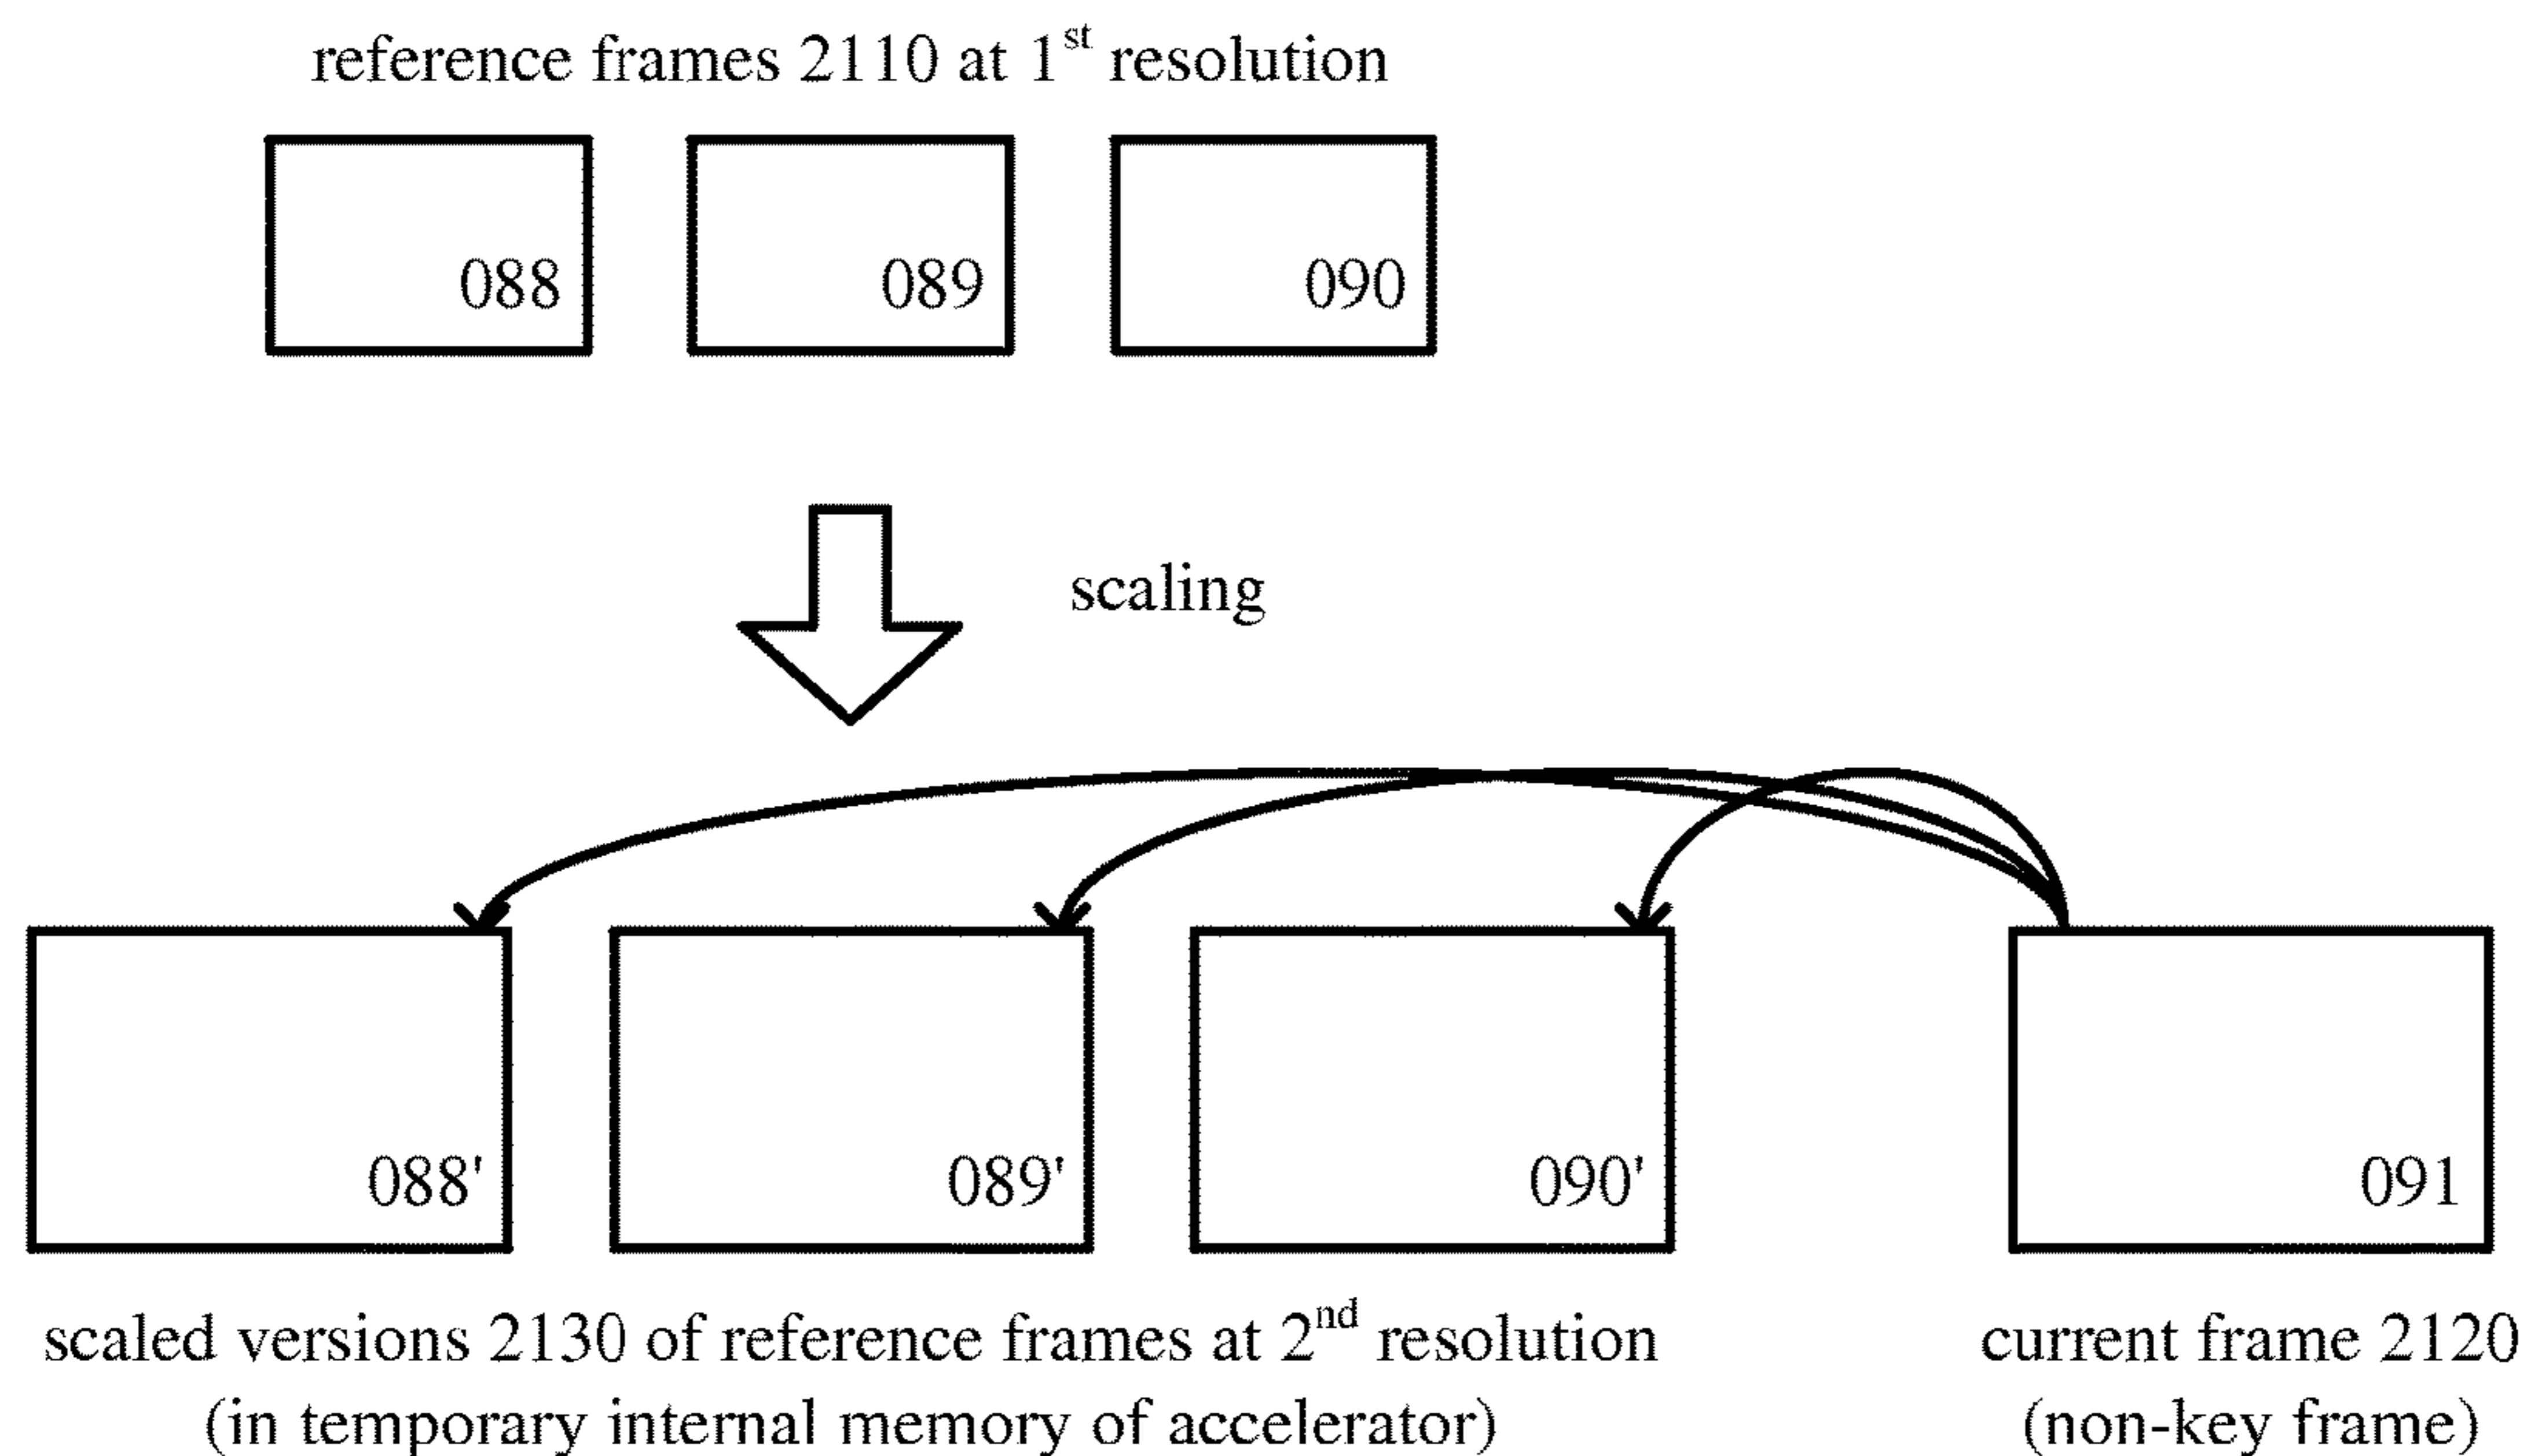 reference frames 2110 at 1st resolution
088
089
090
scaling
088'
089'
090'
091
scaled versions 2130 of reference frames at 2nd resolution
(in temporary internal memory of accelerator)
current frame 2120
(non-key frame)